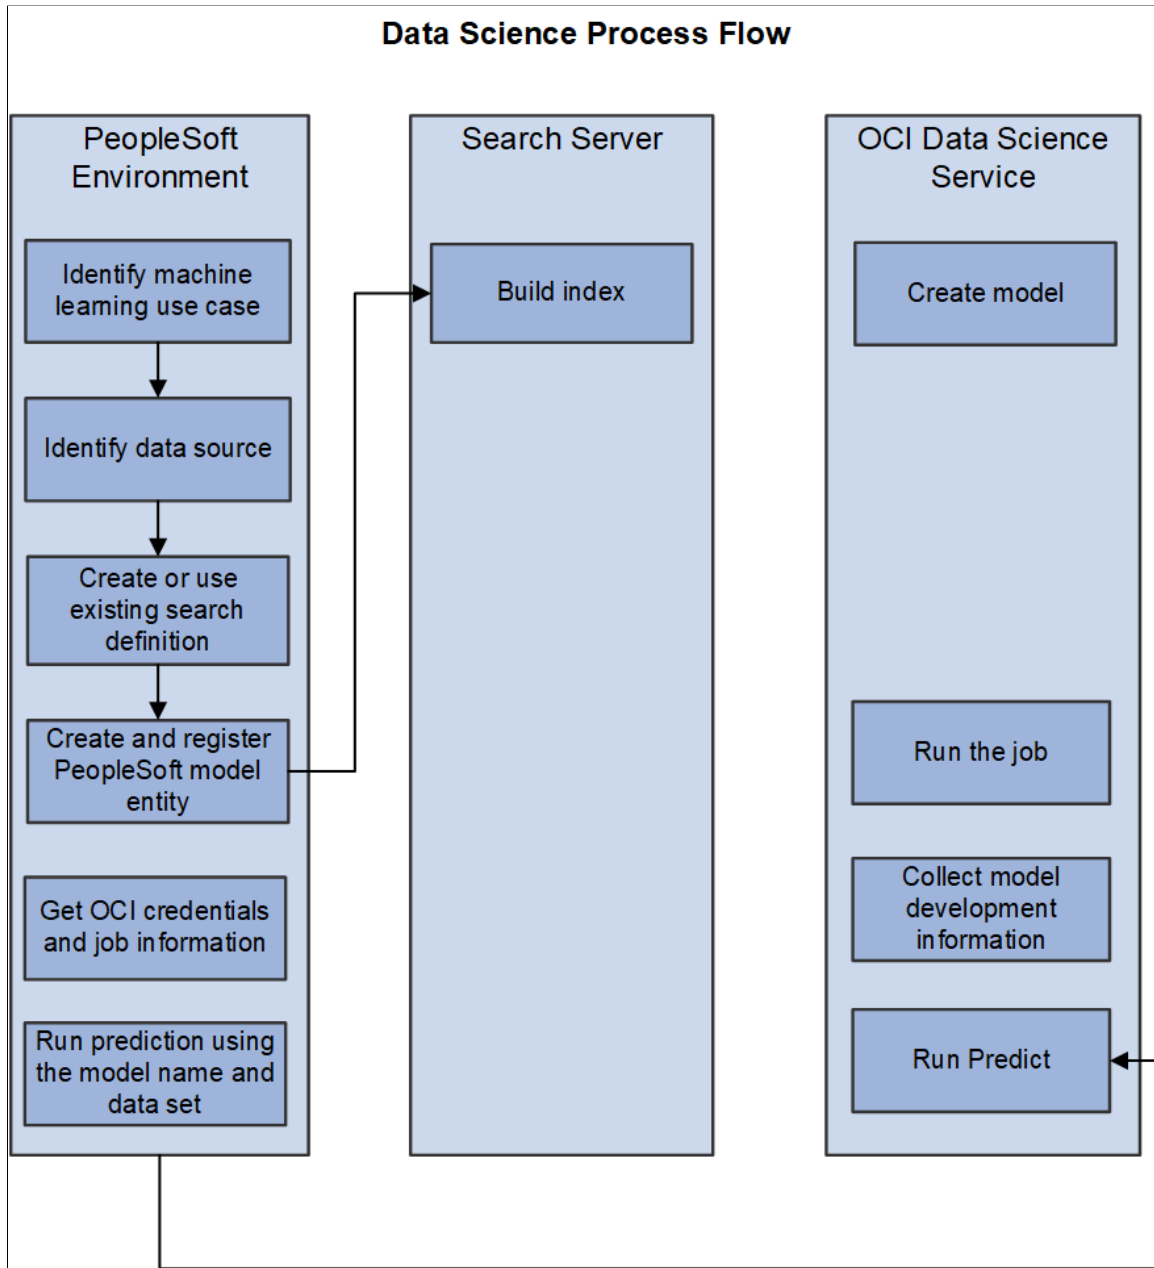 Data Science Process Flow
PeopleSoft
Environment
Identify machine
learning use case
Identify data source
Create or use
existing search
definition
Create and register
PeopleSoft model
entity
Get OCI credentials
and job information
Run prediction using
the model name and
data set
Search Server
Build index
OCI Data Science
Service
Create model
Run the job
Collect model
development
information
Run Predict